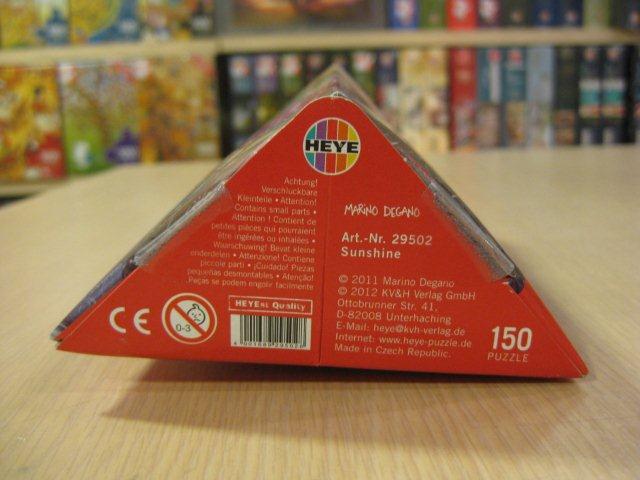 HEYE
Achtung!
Verschluckbare
Kleinteile • Attention!
Contains small parts •
Attention ! Contient de
petites pièces qui pourraient
être ingérées ou inhalées •
Waarschuwing! Bevat kleine
onderdelen • Attenzione! Contiene
piccole parti • ¡Cuidado! Piezas
pequeñas desmontables • Atenção!
Peças se podem engolir facilmente
CE
0-3
HEYEst Quality
MARINO DEGANO
Art.-Nr. 29502
Sunshine
© 2011 Marino Degano
© 2012 KV&H Verlag GmbH
Ottobrunner Str. 41,
D-82008 Unterhaching
E-Mail: heye@kvh-verlag.de
Internet: www.heye-puzzle.de
Made in Czech Republic.
150
PUZZLE